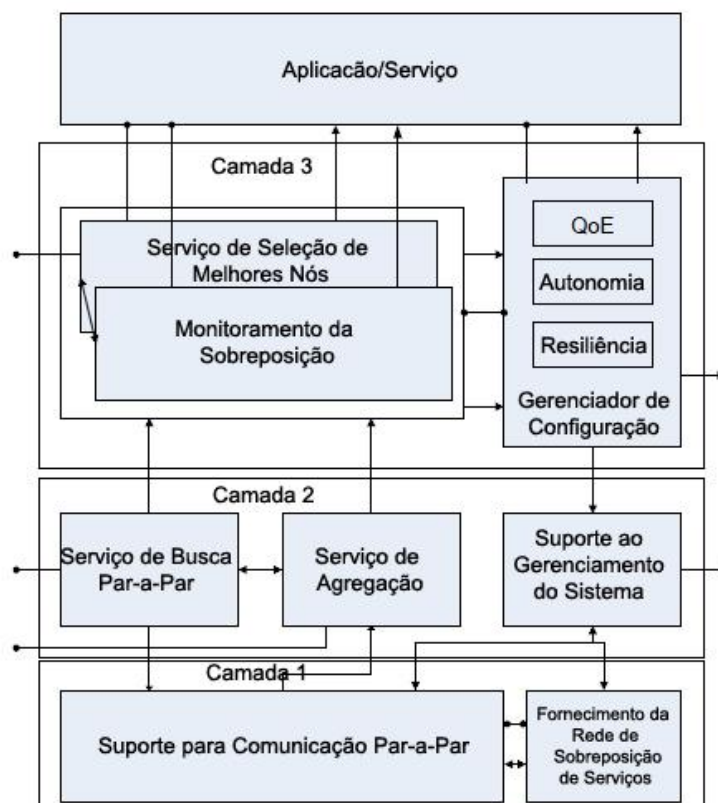 Aplicacão/Serviço
Camada 3
Serviço de Seleção de
Melhores Nós
Monitoramento da
Sobreposição
QoE
Autonomia
Resiliência
Gerenciador de
Configuração
Camada 2
Serviço de Busca
Par-a-Par
Serviço de
Agregação
Suporte ao
Gerenciamento
do Sistema
Camada 1
Suporte para Comunicação Par-a-Par
Fornecimento da
Rede de
Sobreposição
de Serviços